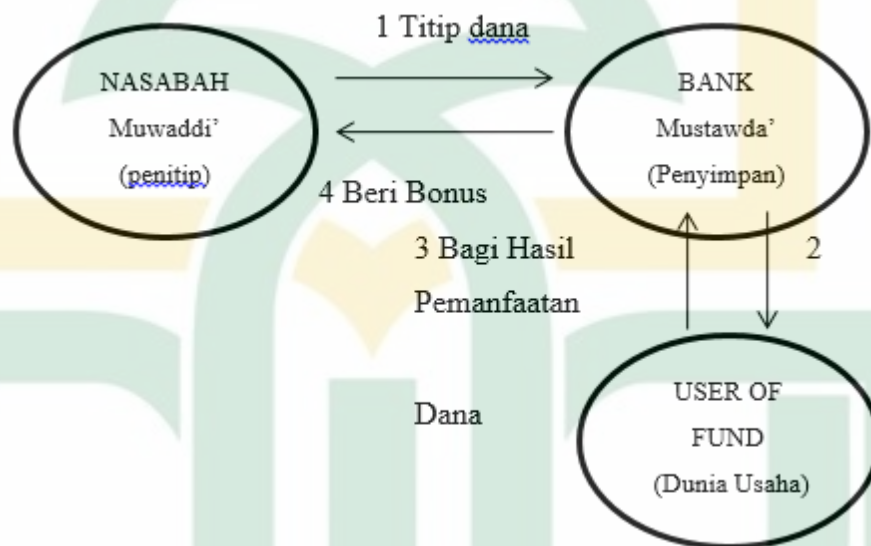 1 Titip dana
NASABAH
Muwaddi’
(penitip)
BANK
Mustawda’
(Penyimpan)
4 Beri Bonus
3 Bagi Hasil
2
Pemanfaatan
Dana
USER OF
FUND
(Dunia Usaha)